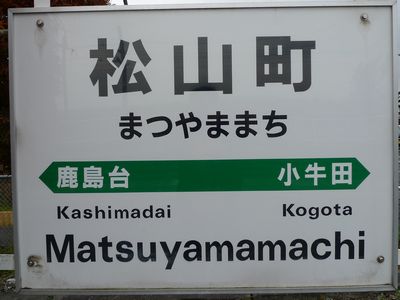 松山町
まつやままち
鹿島台 小牛田
Kashimadai Kogota
Matsuyamamachi